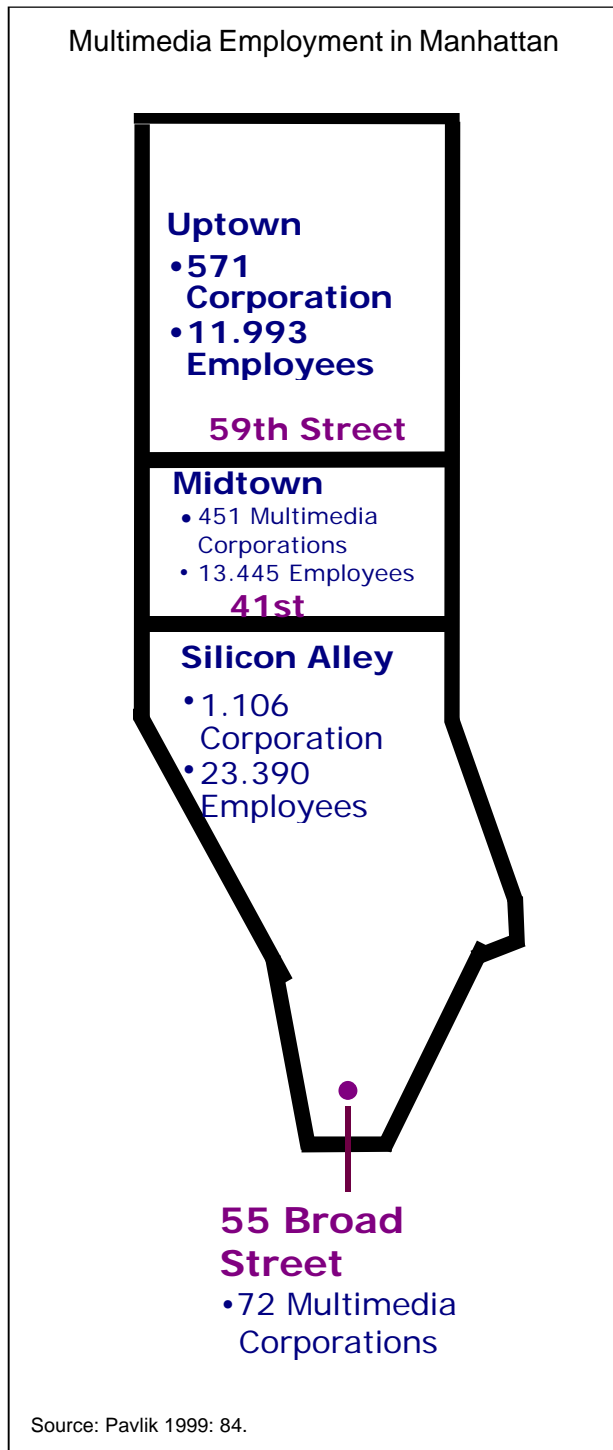 Multimedia Employment in Manhattan
Uptown
•571
Corporation
•11.993
Employees
59th Street
Midtown
• 451 Multimedia
Corporations
• 13.445 Employees
41st
Silicon Alley
• 1.106
Corporation
• 23.390
Employees
55 Broad
Street
•72 Multimedia
Corporations
Source: Pavlik 1999: 84.